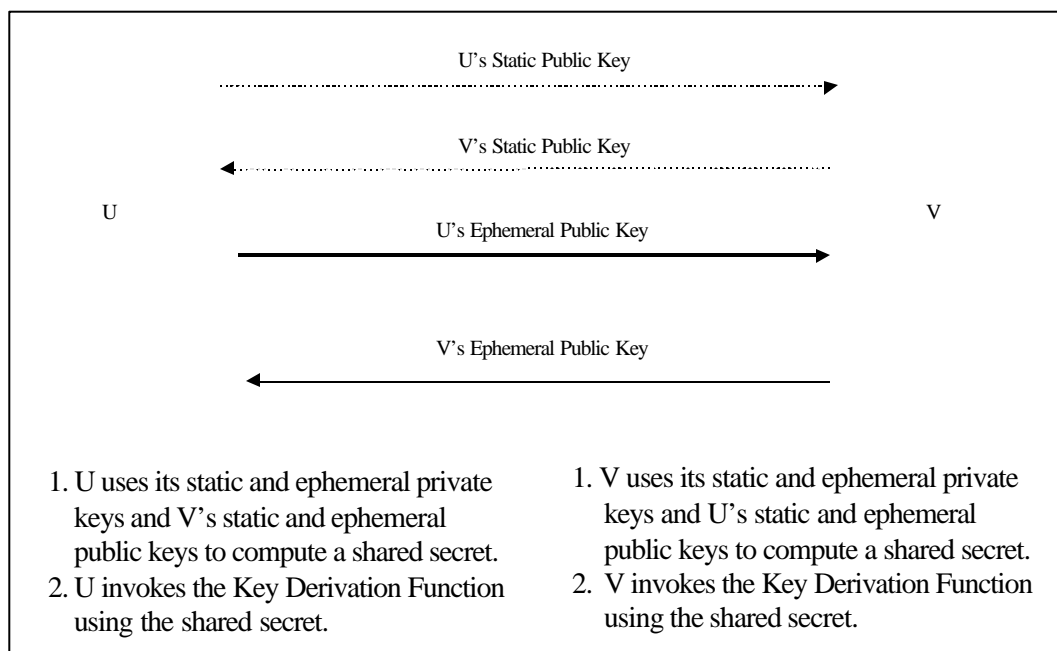 U's Static Public Key
V's Static Public Key
U
V
U's Ephemeral Public Key
V's Ephemeral Public Key
1. U uses its static and ephemeral private
keys and V's static and ephemeral
public keys to compute a shared secret.
2. U invokes the Key Derivation Function
using the shared secret.
1. V uses its static and ephemeral private
keys and U's static and ephemeral
public keys to compute a shared secret.
2. V invokes the Key Derivation Function
using the shared secret.